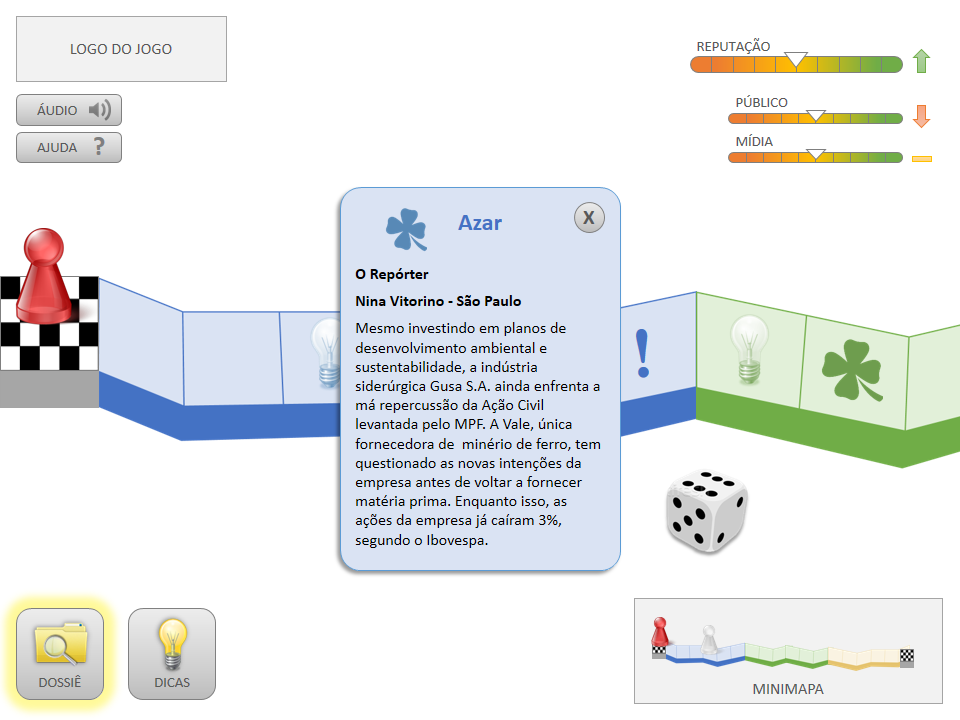 LOGO DO JOGO
ÁUDIO
AJUDA ?
REPUTAÇÃO
PÚBLICO
MÍDIA
Azar
X
O Repórter
Nina Vitorino - São Paulo
Mesmo investindo em planos de
desenvolvimento ambiental e
sustentabilidade, a indústria
siderúrgica Gusa S.A. ainda enfrenta a
má repercussão da Ação Civil
levantada pelo MPF. A Vale, única
fornecedora de minério de ferro, tem
questionado as novas intenções da
empresa antes de voltar a fornecer
matéria prima. Enquanto isso, as
ações da empresa já caíram 3%,
segundo o Ibovespa.
!
DOSSIÊ
DICAS
MINIMAPA